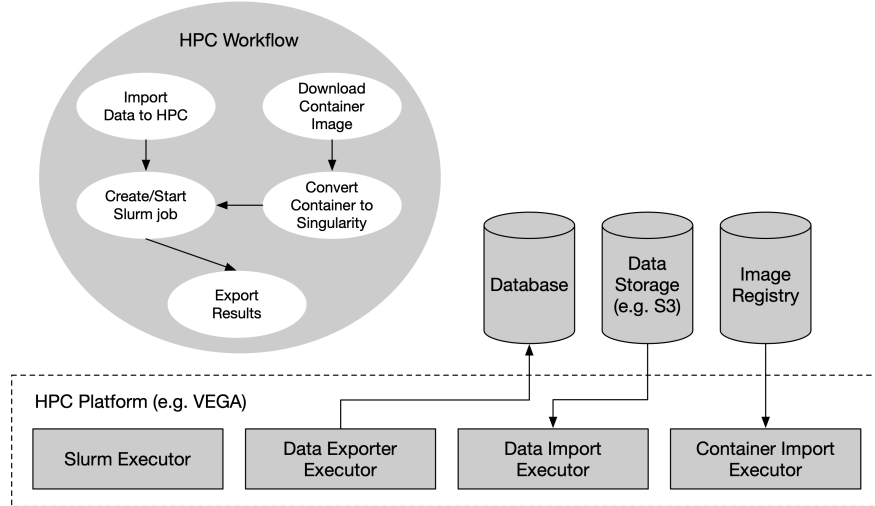 HPC Workflow
Import
Data to HPC
Download
Container
Image
Create/Start
Slurm job
Convert
Container to
Singularity
Export
Results
Database
Data
Storage
(e.g. S3)
Image
Registry
HPC Platform (e.g. VEGA)
Slurm Executor
Data Exporter
Executor
Data Import
Executor
Container Import
Executor